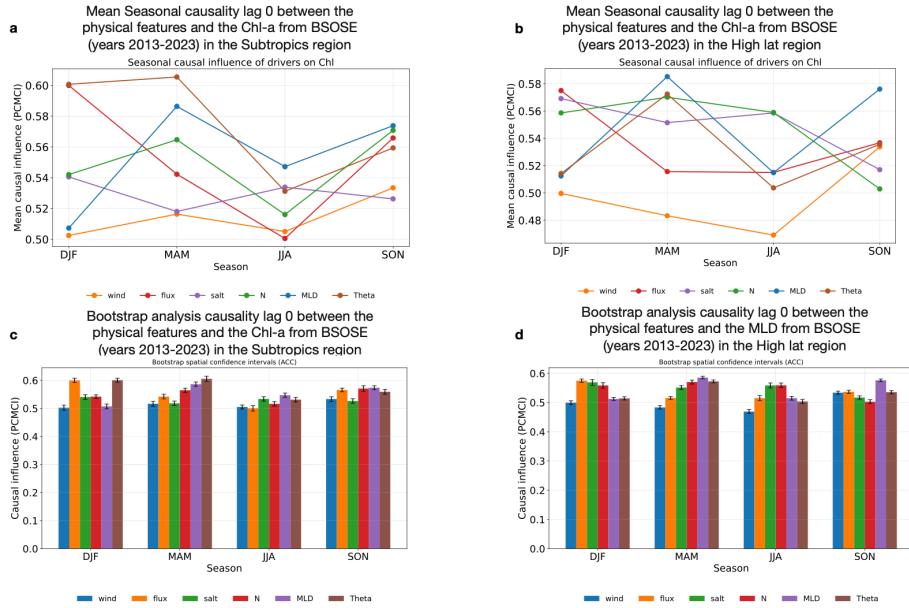 a
Mean Seasonal causality lag 0 between the
physical features and the Chl-a from BSOSE
(years 2013-2023) in the Subtropics region
Seasonal causal influence of drivers on Chl
Mean causal influence (PCMCI)
0.60
0.58
0.56
0.54
0.52
0.50
DJF MAM JJA SON
Season
wind flux salt N MLD Theta
b
Mean Seasonal causality lag 0 between the
physical features and the Chl-a from BSOSE
(years 2013-2023) in the High lat region
Seasonal causal influence of drivers on Chl
Mean causal influence (PCMCI)
0.58
0.56
0.54
0.52
0.50
0.48
DJF MAM JJA SON
Season
wind flux salt N MLD Theta
c
Bootstrap analysis causality lag 0 between the
physical features and the Chl-a from BSOSE
(years 2013-2023) in the Subtropics region
Bootstrap spatial confidence intervals (ACC)
Causal influence (PCMCI)
0.6
0.5
0.4
0.3
0.2
0.1
0.0
DJF MAM JJA SON
Season
wind flux salt N MLD Theta
d
Bootstrap analysis causality lag 0 between the
physical features and the MLD from BSOSE
(years 2013-2023) in the High lat region
Bootstrap spatial confidence intervals (ACC)
Causal influence (PCMCI)
0.6
0.5
0.4
0.3
0.2
0.1
0.0
DJF MAM JJA SON
Season
wind flux salt N MLD Theta